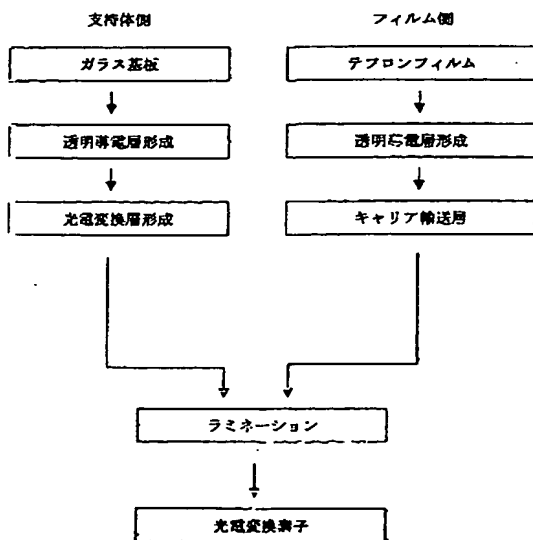 支持体側
フィルム側
ガラス基板
テフロンフィルム
透明導電層形成
透明導電層形成
光電変換層形成
キャリア輸送層
ラミネーション
光電変換素子